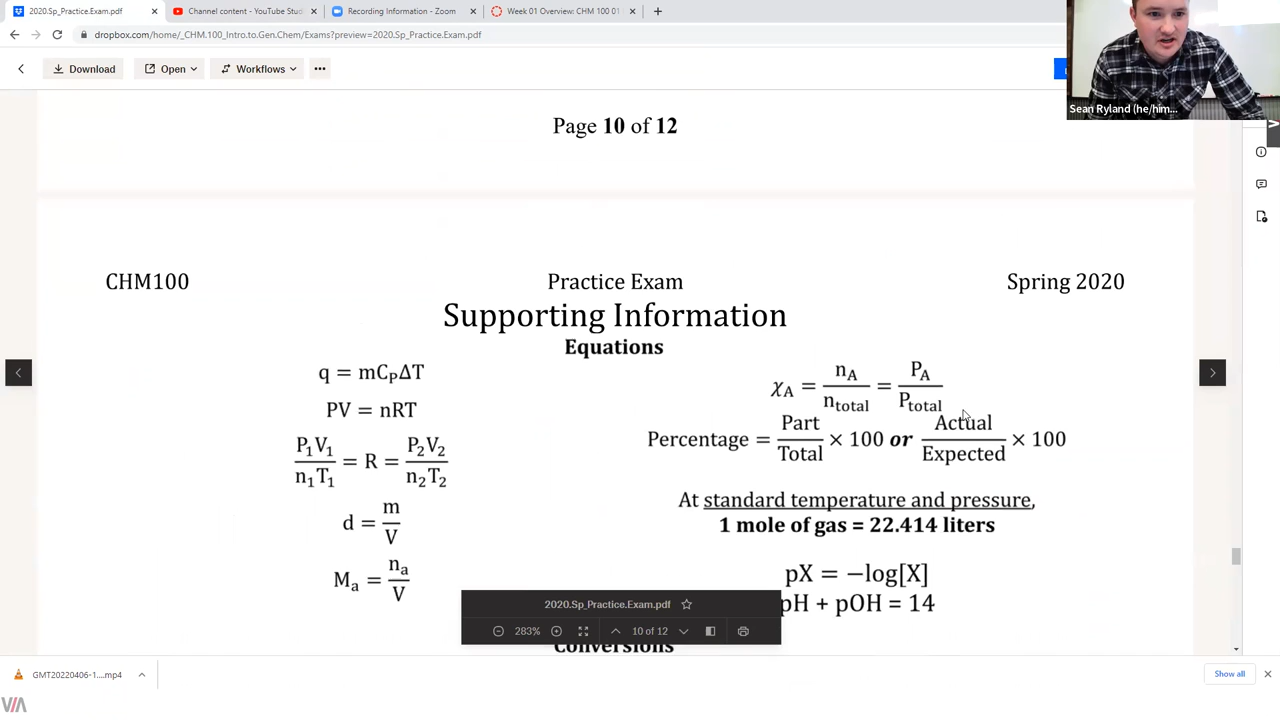 2020.Sp_Practice.Exam.pdf
Channel content - YouTube Stud
Recording Information - Zoom
Week 01 Overview: CHM 100 01
dropbox.com/home/_CHM.100_Intro.to.Gen.Chem/Exams?preview=2020.Sp_Practice.Exam.pdf
Download Open Workflows
Sean Ryland (he/him...
Page 10 of 12
CHM100 Practice Exam Spring 2020
Supporting Information
Equations
q = mCPΔT
PV = nRT
P1V1/n1T1 = R = P2V2/n2T2
d = m/V
Ma = na/V
χA = nA/ntotal = PA/Ptotal
Percentage = Part/Total × 100 or Actual/Expected × 100
At standard temperature and pressure,
1 mole of gas = 22.414 liters
pX = −log[X]
pH + pOH = 14
2020.Sp_Practice.Exam.pdf
283% 10 of 12
Conversions
GMT20220406-1....mp4
Show all
VIA